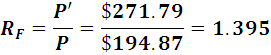 R_F = P'/P = $271.79/$194.87 = 1.395